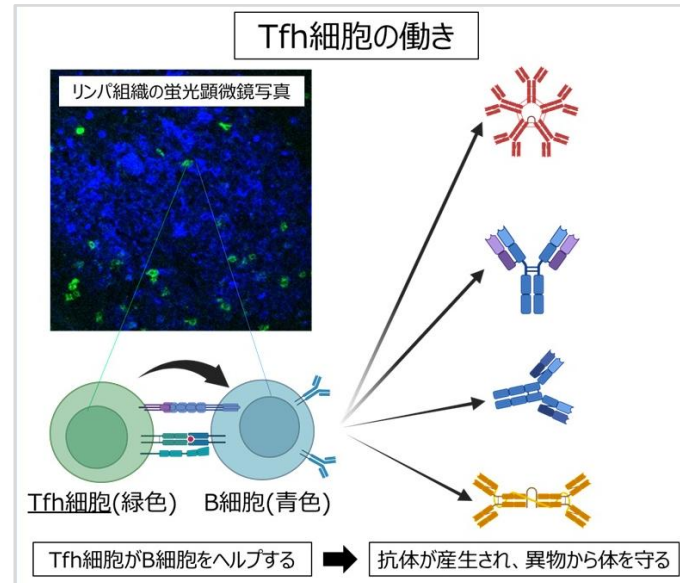 Tfh細胞の働き
リンパ組織の蛍光顕微鏡写真
Tfh細胞(緑色)
B細胞(青色)
Tfh細胞がB細胞をヘルプする
抗体が産生され、異物から体を守る